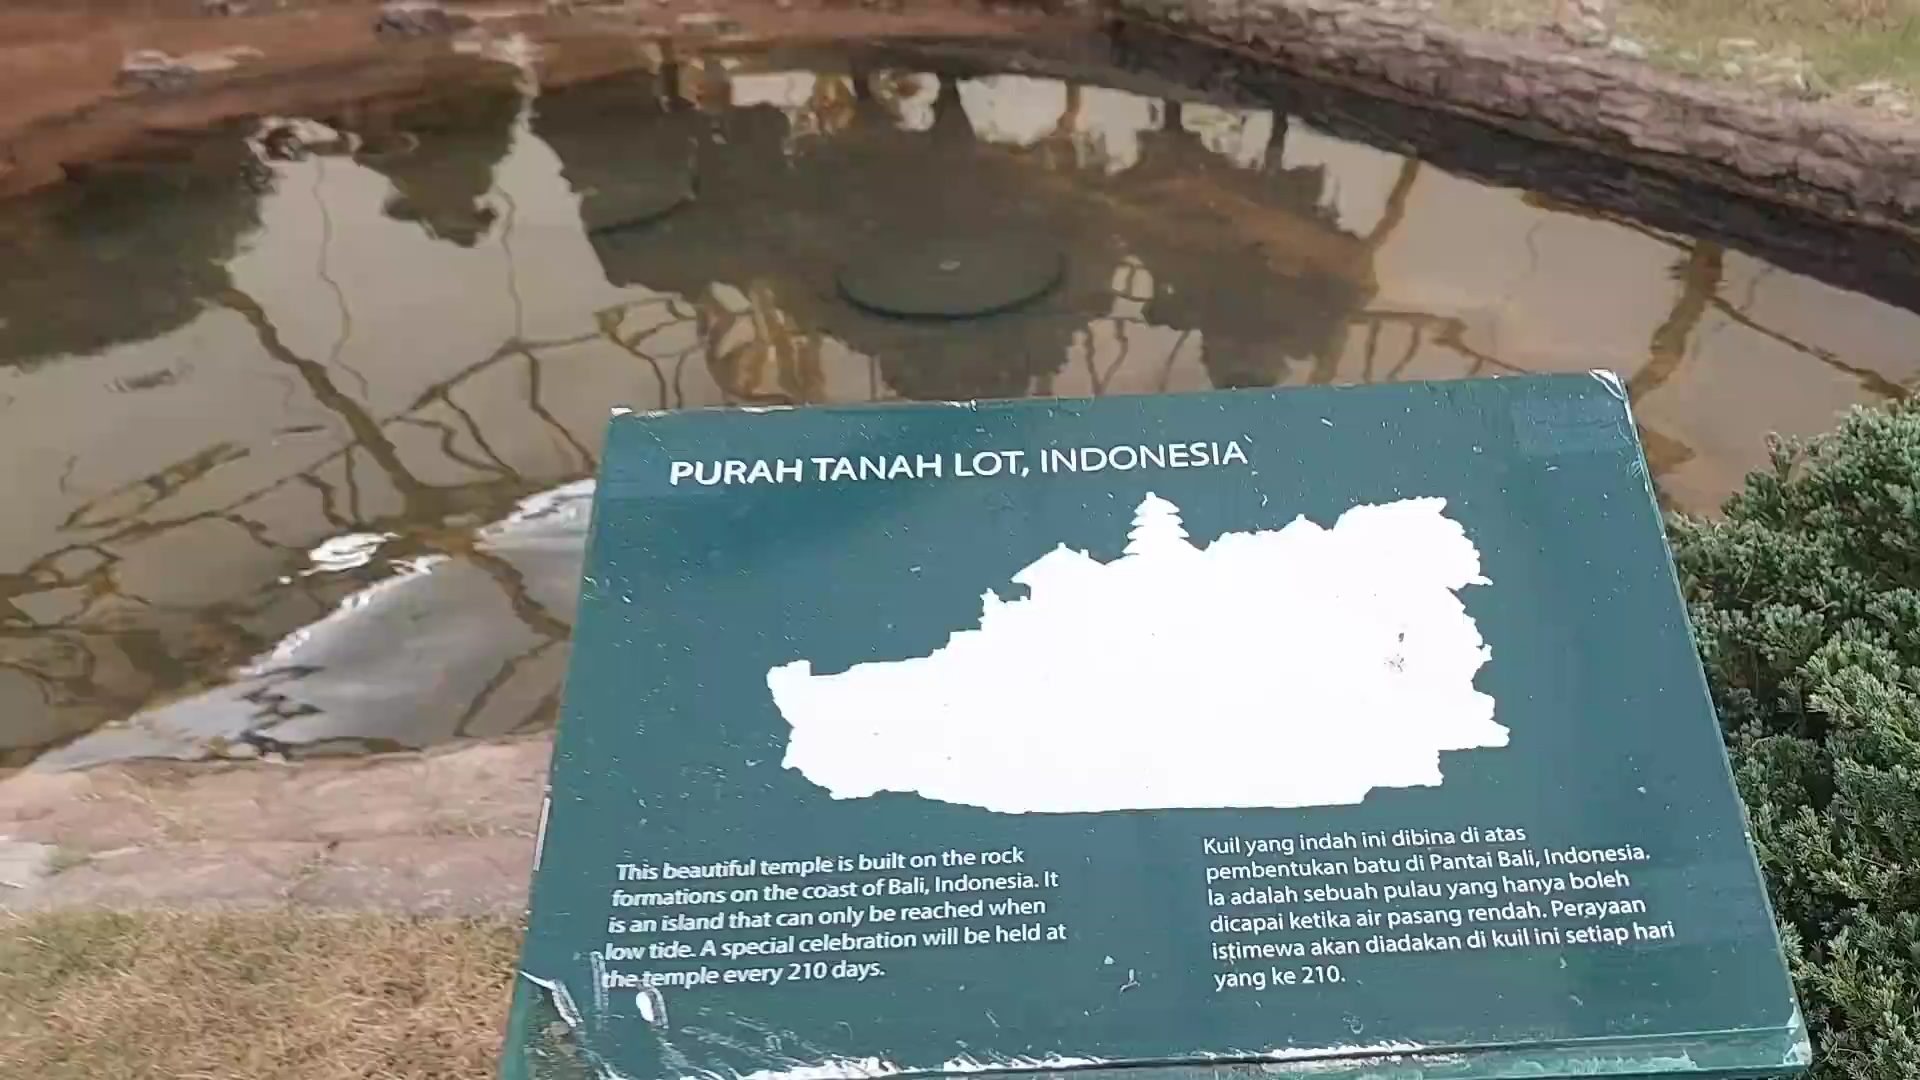 PURAH TANAH LOT, INDONESIA
This beautiful temple is built on the rock
formations on the coast of Bali, Indonesia. It
is an island that can only be reached when
low tide. A special celebration will be held at
the temple every 210 days.
Kuil yang indah ini dibina di atas
pembentukan batu di Pantai Bali, Indonesia.
Ia adalah sebuah pulau yang hanya boleh
dicapai ketika air pasang rendah. Perayaan
istimewa akan diadakan di kuil ini setiap hari
yang ke 210.